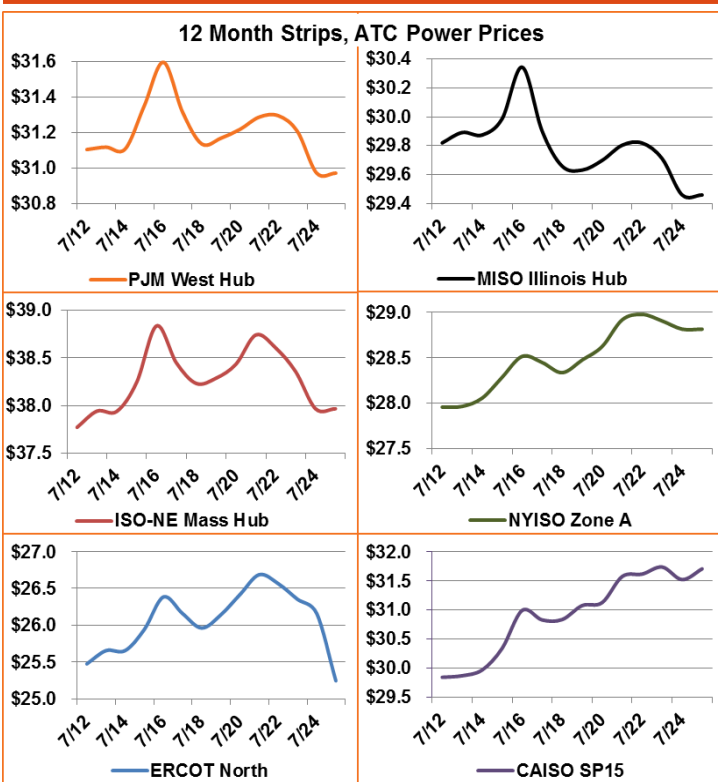 12 Month Strips, ATC Power Prices
$31.6
$31.4
$31.2
$31.0
$30.8
7/12 7/14 7/16 7/18 7/20 7/22 7/24
PJM West Hub
$30.4
$30.2
$30.0
$29.8
$29.6
$29.4
7/12 7/14 7/16 7/18 7/20 7/22 7/24
MISO Illinois Hub
$39.0
$38.5
$38.0
$37.5
7/12 7/14 7/16 7/18 7/20 7/22 7/24
ISO-NE Mass Hub
$29.0
$28.5
$28.0
$27.5
7/12 7/14 7/16 7/18 7/20 7/22 7/24
NYISO Zone A
$27.0
$26.5
$26.0
$25.5
$25.0
7/12 7/14 7/16 7/18 7/20 7/22 7/24
ERCOT North
$32.0
$31.5
$31.0
$30.5
$30.0
$29.5
7/12 7/14 7/16 7/18 7/20 7/22 7/24
CAISO SP15